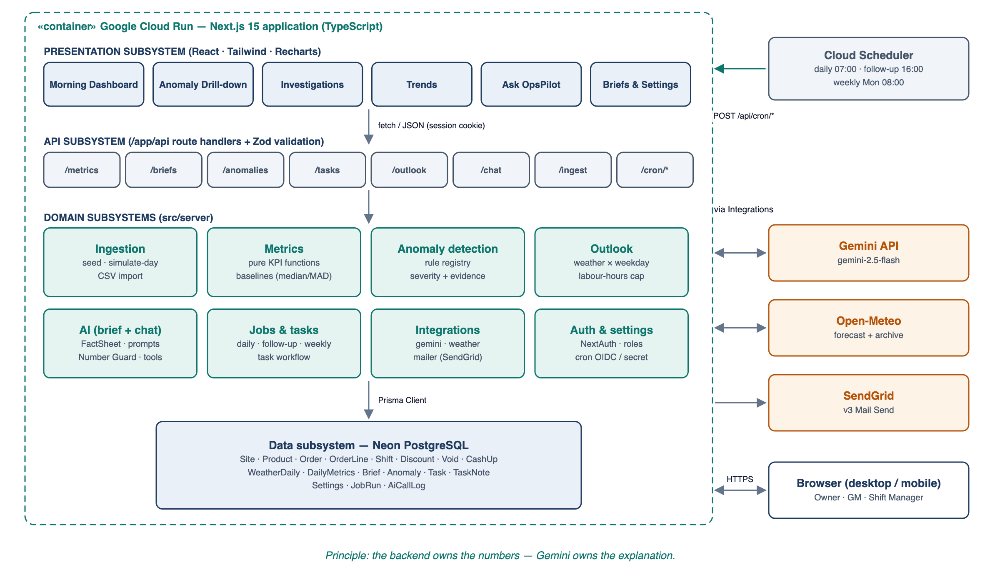 «container» Google Cloud Run — Next.js 15 application (TypeScript)
PRESENTATION SUBSYSTEM (React · Tailwind · Recharts)
Morning Dashboard
Anomaly Drill-down
Investigations
Trends
Ask OpsPilot
Briefs & Settings
fetch / JSON (session cookie)
API SUBSYSTEM (/app/api route handlers + Zod validation)
/metrics
/briefs
/anomalies
/tasks
/outlook
/chat
/ingest
/cron/*
DOMAIN SUBSYSTEMS (src/server)
Ingestion
seed · simulate-day
CSV import
Metrics
pure KPI functions
baselines (median/MAD)
Anomaly detection
rule registry
severity + evidence
Outlook
weather × weekday
labour-hours cap
AI (brief + chat)
FactSheet · prompts
Number Guard · tools
Jobs & tasks
daily · follow-up · weekly
task workflow
Integrations
gemini · weather
mailer (SendGrid)
Auth & settings
NextAuth · roles
cron OIDC / secret
Prisma Client
Data subsystem — Neon PostgreSQL
Site · Product · Order · OrderLine · Shift · Discount · Void · CashUp
WeatherDaily · DailyMetrics · Brief · Anomaly · Task · TaskNote
Settings · JobRun · AiCallLog
Cloud Scheduler
daily 07:00 · follow-up 16:00
weekly Mon 08:00
POST /api/cron/*
via Integrations
Gemini API
gemini-2.5-flash
Open-Meteo
forecast + archive
SendGrid
v3 Mail Send
HTTPS
Browser (desktop / mobile)
Owner · GM · Shift Manager
Principle: the backend owns the numbers — Gemini owns the explanation.